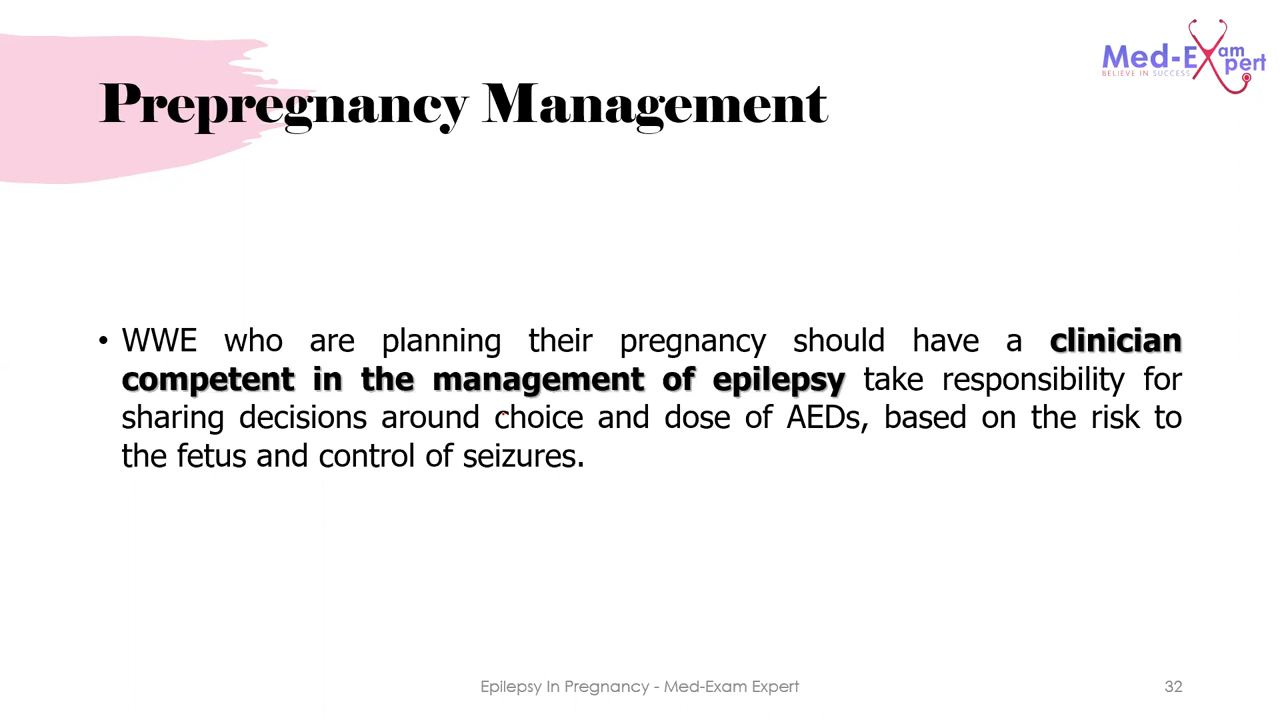 Med-Exam Expert
BELIEVE IN SUCCESS
Prepregnancy Management
• WWE who are planning their pregnancy should have a clinician
competent in the management of epilepsy take responsibility for
sharing decisions around choice and dose of AEDs, based on the risk to
the fetus and control of seizures.
Epilepsy In Pregnancy - Med-Exam Expert
32